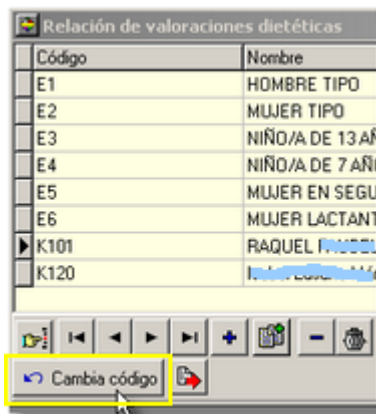 Relación de valoraciones dietéticas
Código Nombre
E1 HOMBRE TIPO
E2 MUJER TIPO
E3 NIÑO/A DE 13 AÑ
E4 NIÑO/A DE 7 AÑ
E5 MUJER EN SEGU
E6 MUJER LACTANT
K101 RAQUEL
K120
Cambia código